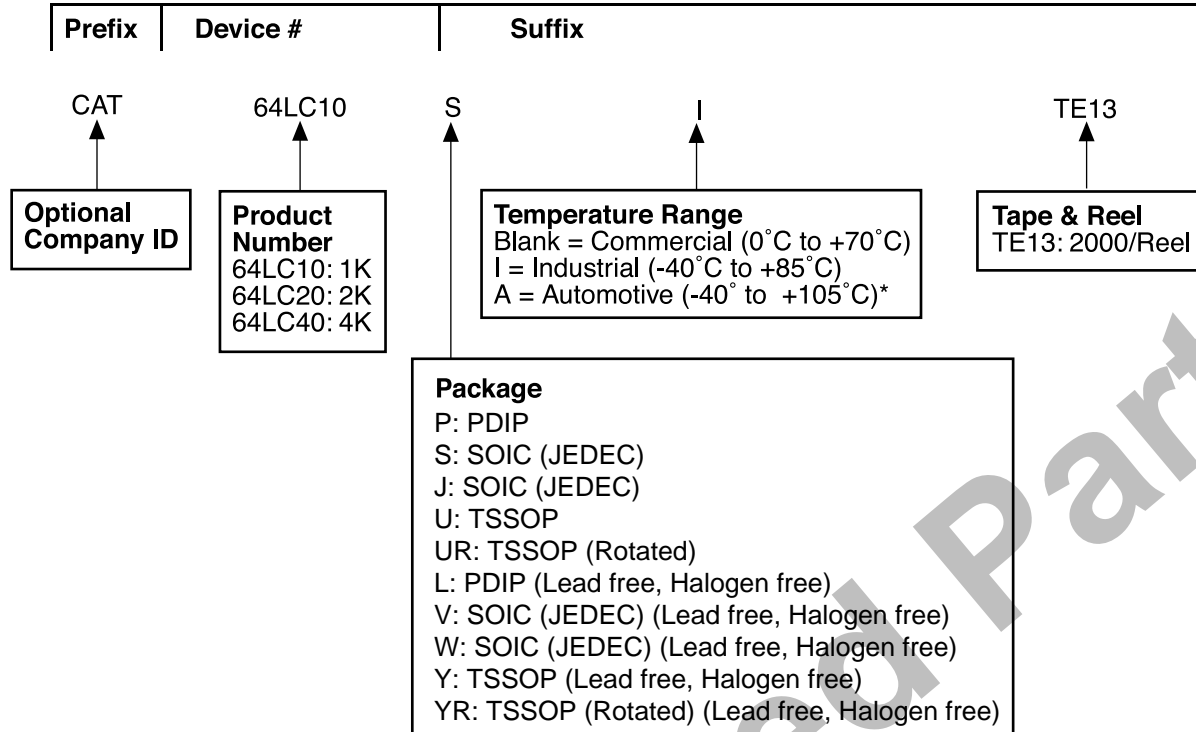 Prefix Device # Suffix
CAT 64LC10 S I TE13
Optional
Company ID
Product
Number
64LC10: 1K
64LC20: 2K
64LC40: 4K
Temperature Range
Blank = Commercial (0˚C to +70˚C)
I = Industrial (-40˚C to +85˚C)
A = Automotive (-40˚ to +105˚C)*
Tape & Reel
TE13: 2000/Reel
Package
P: PDIP
S: SOIC (JEDEC)
J: SOIC (JEDEC)
U: TSSOP
UR: TSSOP (Rotated)
L: PDIP (Lead free, Halogen free)
V: SOIC (JEDEC) (Lead free, Halogen free)
W: SOIC (JEDEC) (Lead free, Halogen free)
Y: TSSOP (Lead free, Halogen free)
YR: TSSOP (Rotated) (Lead free, Halogen free)
ed Part